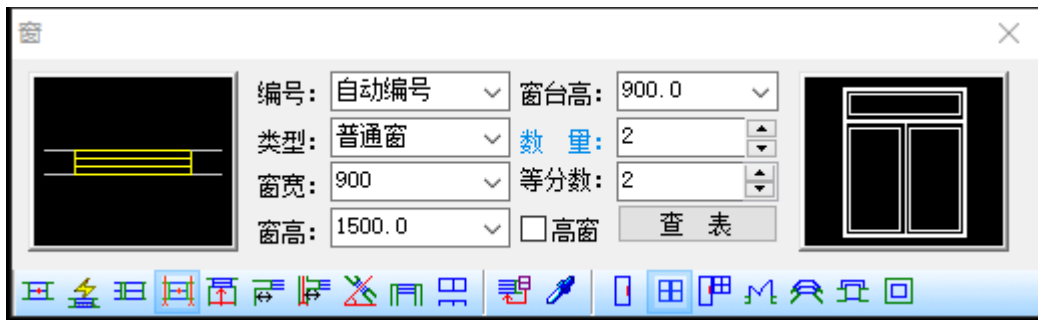 窗
编号: 自动编号 窗台高: 900.0
类型: 普通窗 数 量: 2
窗宽: 900 等分数: 2
窗高: 1500.0 高窗 查 表